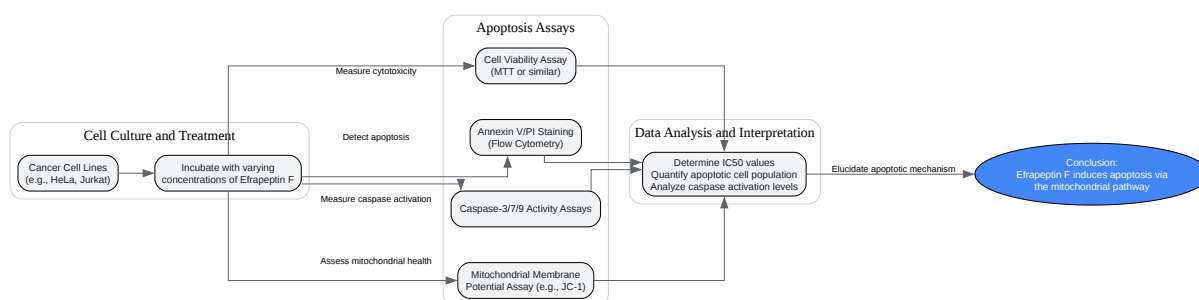 Apoptosis Assays
Cell Viability Assay
(MTT or similar)
Measure cytotoxicity
Cell Culture and Treatment
Detect apoptosis
Annexin V/PI Staining
(Flow Cytometry)
Data Analysis and Interpretation
Cancer Cell Lines
(e.g., HeLa, Jurkat)
Incubate with varying
concentrations of Efrapeptin F
Determine IC50 values
Quantify apoptotic cell population
Analyze caspase activation levels
Elucidate apoptotic mechanism
Conclusion:
Efrapeptin F induces apoptosis via
the mitochondrial pathway
Measure caspase activation
Caspase-3/7/9 Activity Assays
Assess mitochondrial health
Mitochondrial Membrane
Potential Assay (e.g., JC-1)